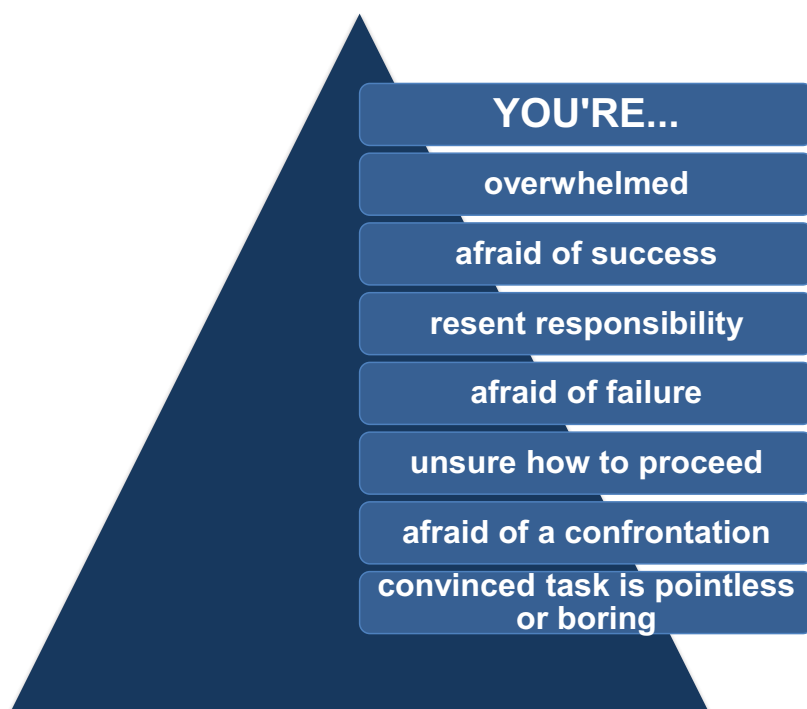 YOU'RE...
overwhelmed
afraid of success
resent responsibility
afraid of failure
unsure how to proceed
afraid of a confrontation
convinced task is pointless
or boring